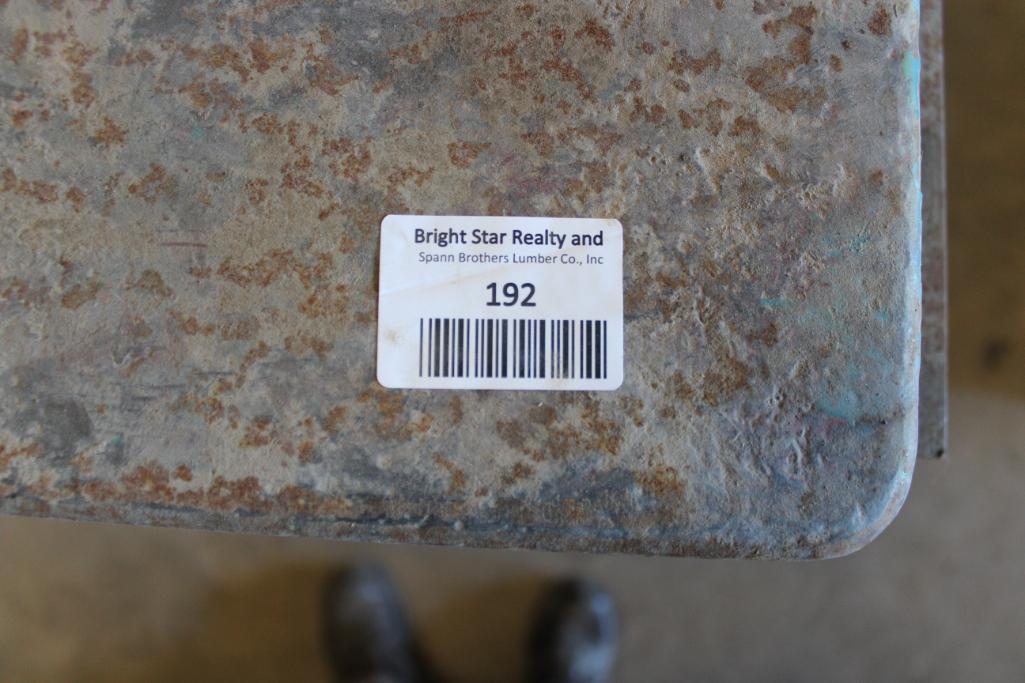 Bright Star Realty and
Spann Brothers Lumber Co., Inc
192